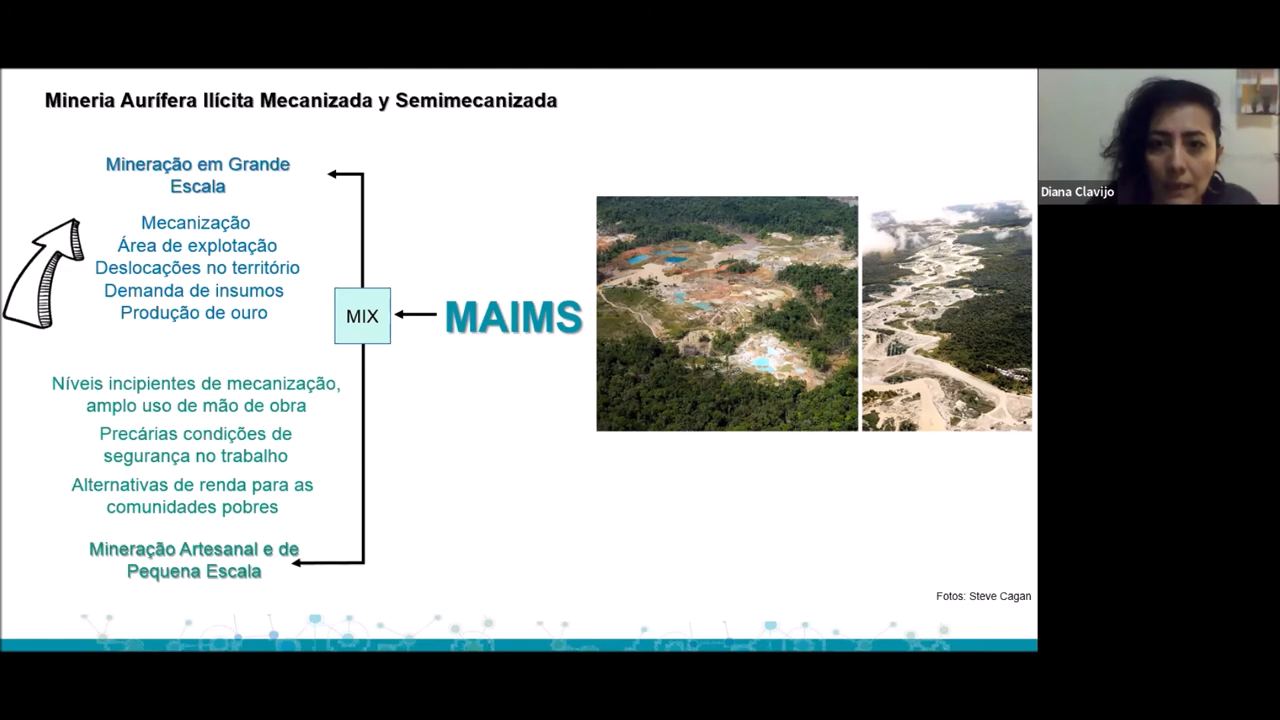 Mineria Aurífera Ilícita Mecanizada y Semimecanizada
Mineração em Grande
Escala
Mecanização
Área de explotação
Deslocações no território
Demanda de insumos
Produção de ouro
MIX
MAIMS
Níveis incipientes de mecanização,
amplo uso de mão de obra
Precárias condições de
segurança no trabalho
Alternativas de renda para as
comunidades pobres
Mineração Artesanal e de
Pequena Escala
Fotos: Steve Cagan
Diana Clavijo